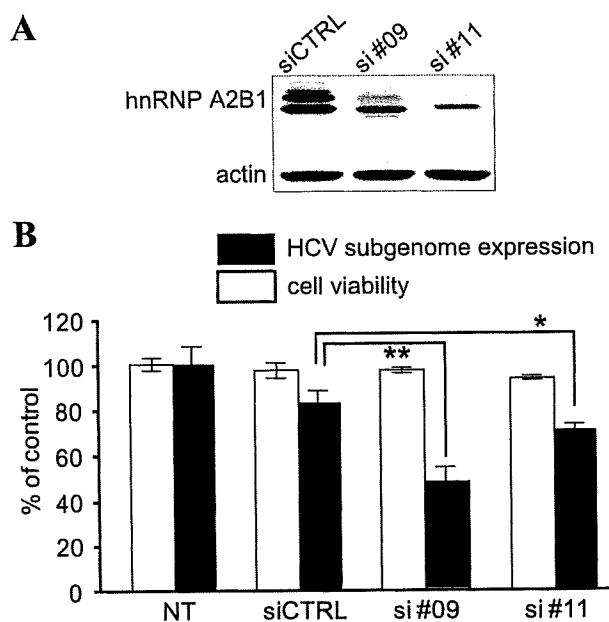 A
siCTRL
si #09
si #11
hnRNP A2B1
actin
B
HCV subgenome expression
cell viability
% of control
120
100
80
60
40
20
0
*
**
NT
siCTRL
si #09
si #11